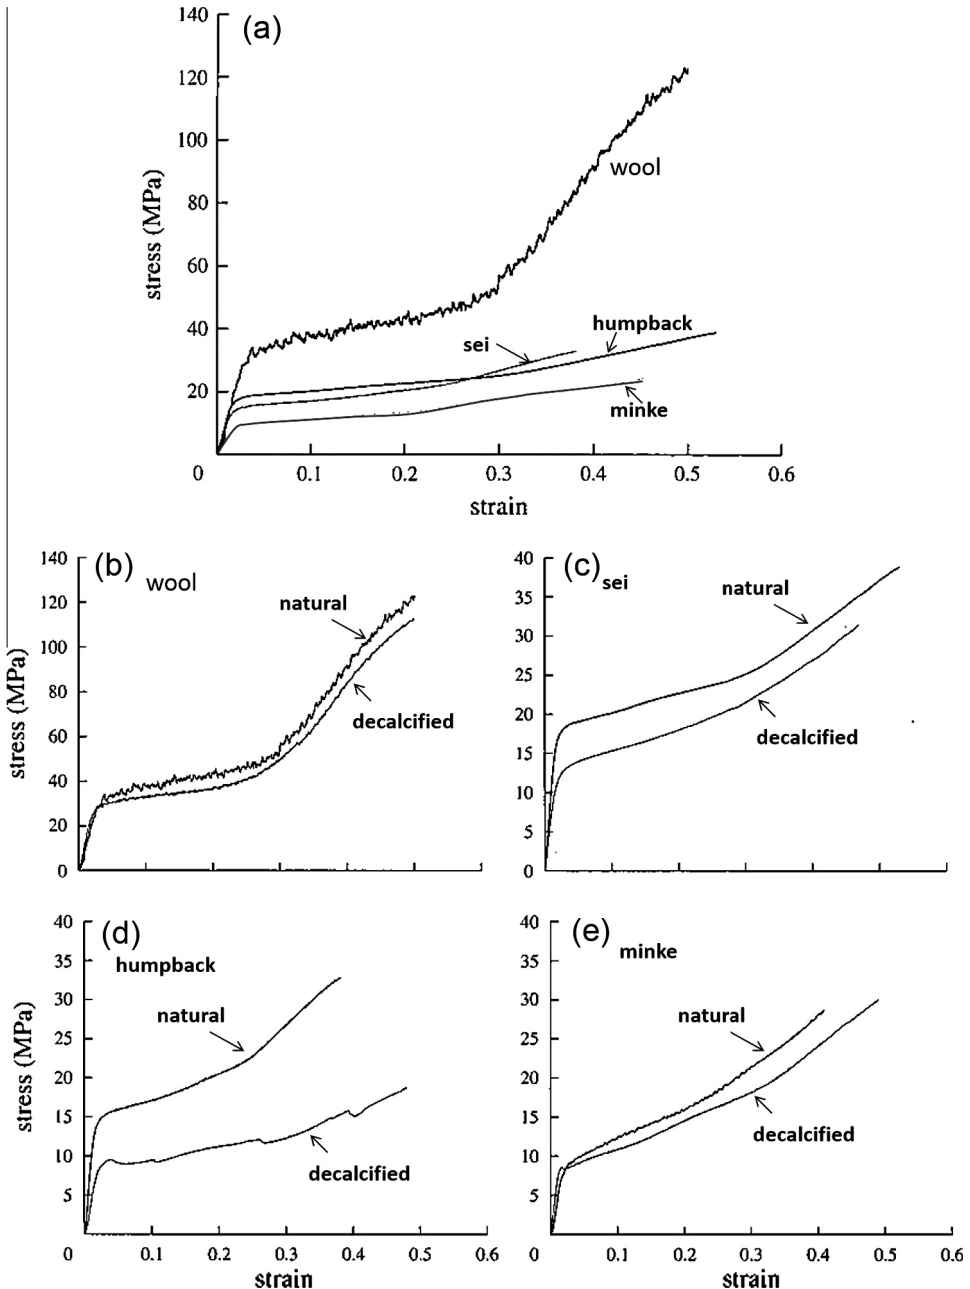 (a)
140
120
100
80
60
40
20
0
0.1
0.2
0.3
0.4
0.5
0.6
stress (MPa)
strain
wool
sei
humpback
minke
(b)
wool
140
120
100
80
60
40
20
0
stress (MPa)
natural
decalcified
(c)
sei
40
35
30
25
20
15
10
5
0
natural
decalcified
(d)
humpback
40
35
30
25
20
15
10
5
0
0.1
0.2
0.3
0.4
0.5
0.6
stress (MPa)
strain
natural
decalcified
(e)
minke
40
35
30
25
20
15
10
5
0
0.1
0.2
0.3
0.4
0.5
0.6
strain
natural
decalcified